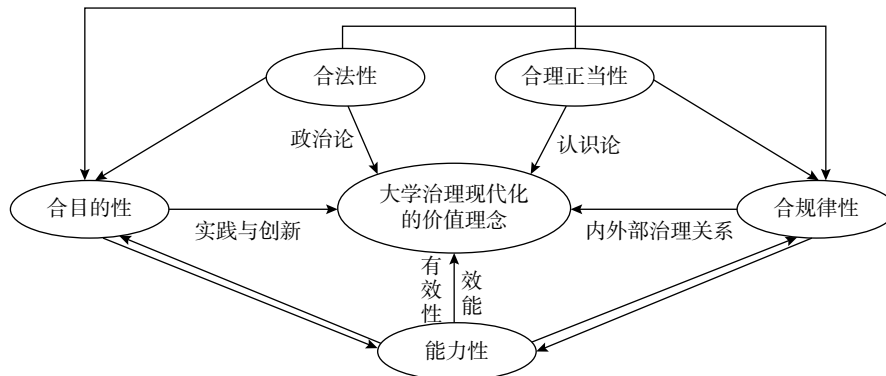 合法性
合理正当性
政治论
认识论
大学治理现代化
的价值理念
合目的性
合规律性
实践与创新
内外部治理关系
有效性
效能
能力性